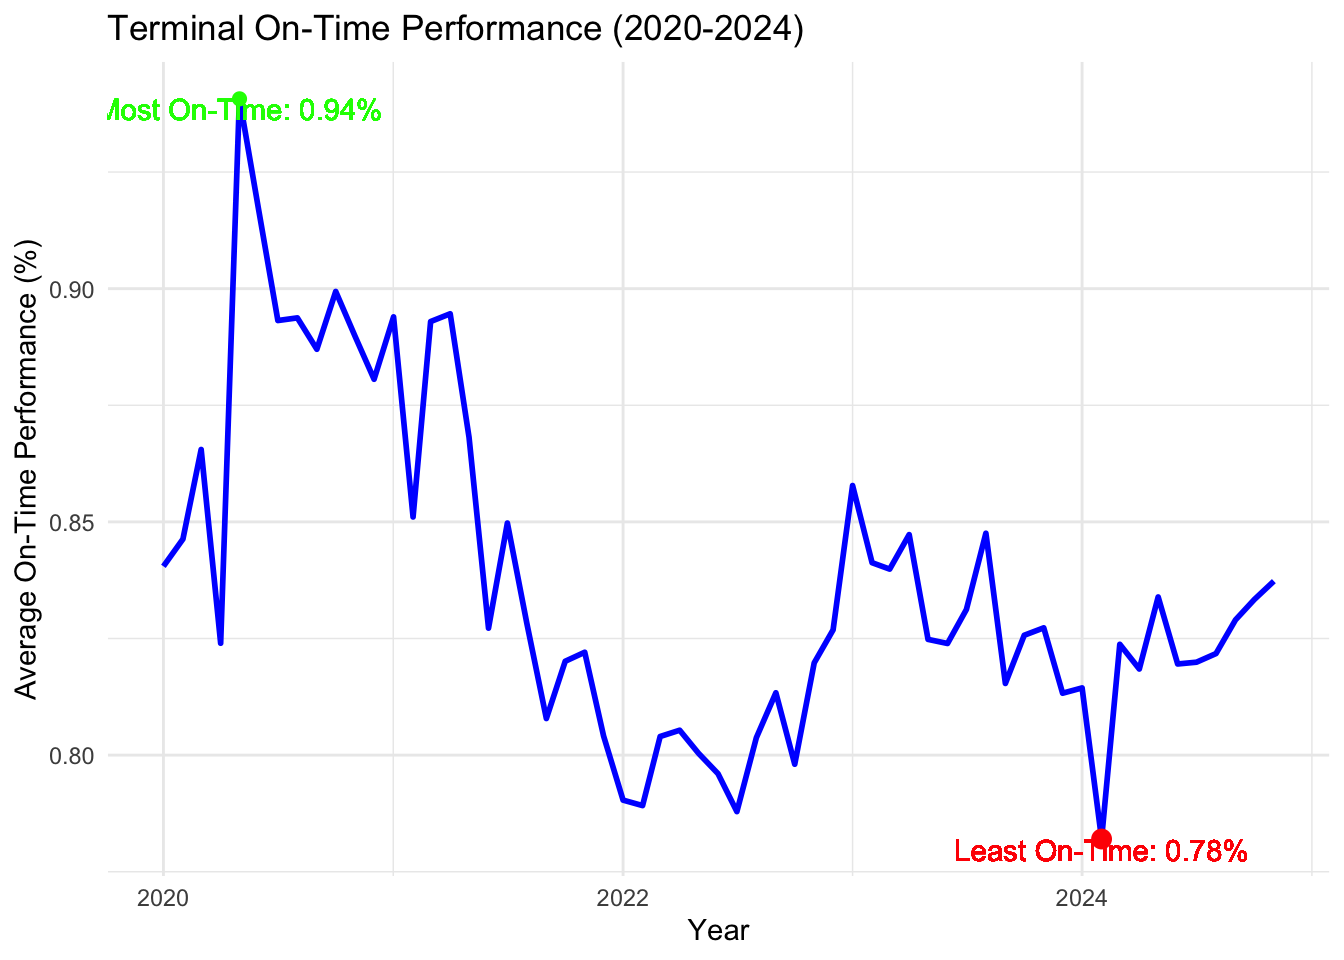 Terminal On-Time Performance (2020-2024)
Most On-Time: 0.94%
Average On-Time Performance (%)
0.90
0.85
0.80
Least On-Time: 0.78%
2020
2022
2024
Year